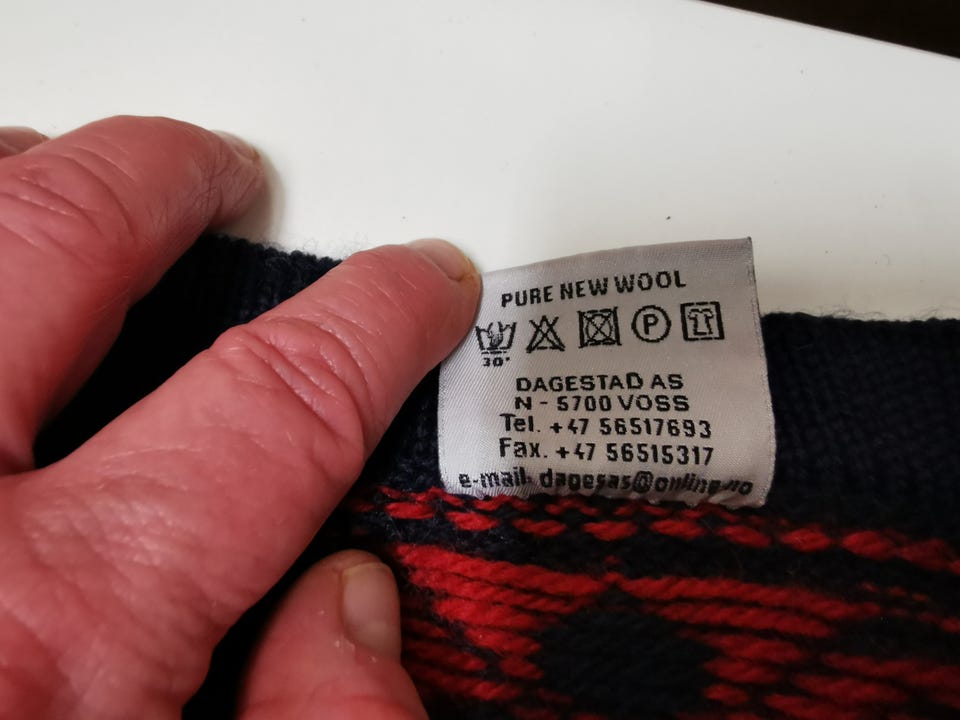 PURE NEW WOOL
P
30°
DAGESTAD AS
N - 5700 VOSS
Tel. +47 56517693
Fax. +47 56515317
e-mail: dagesas@online.no